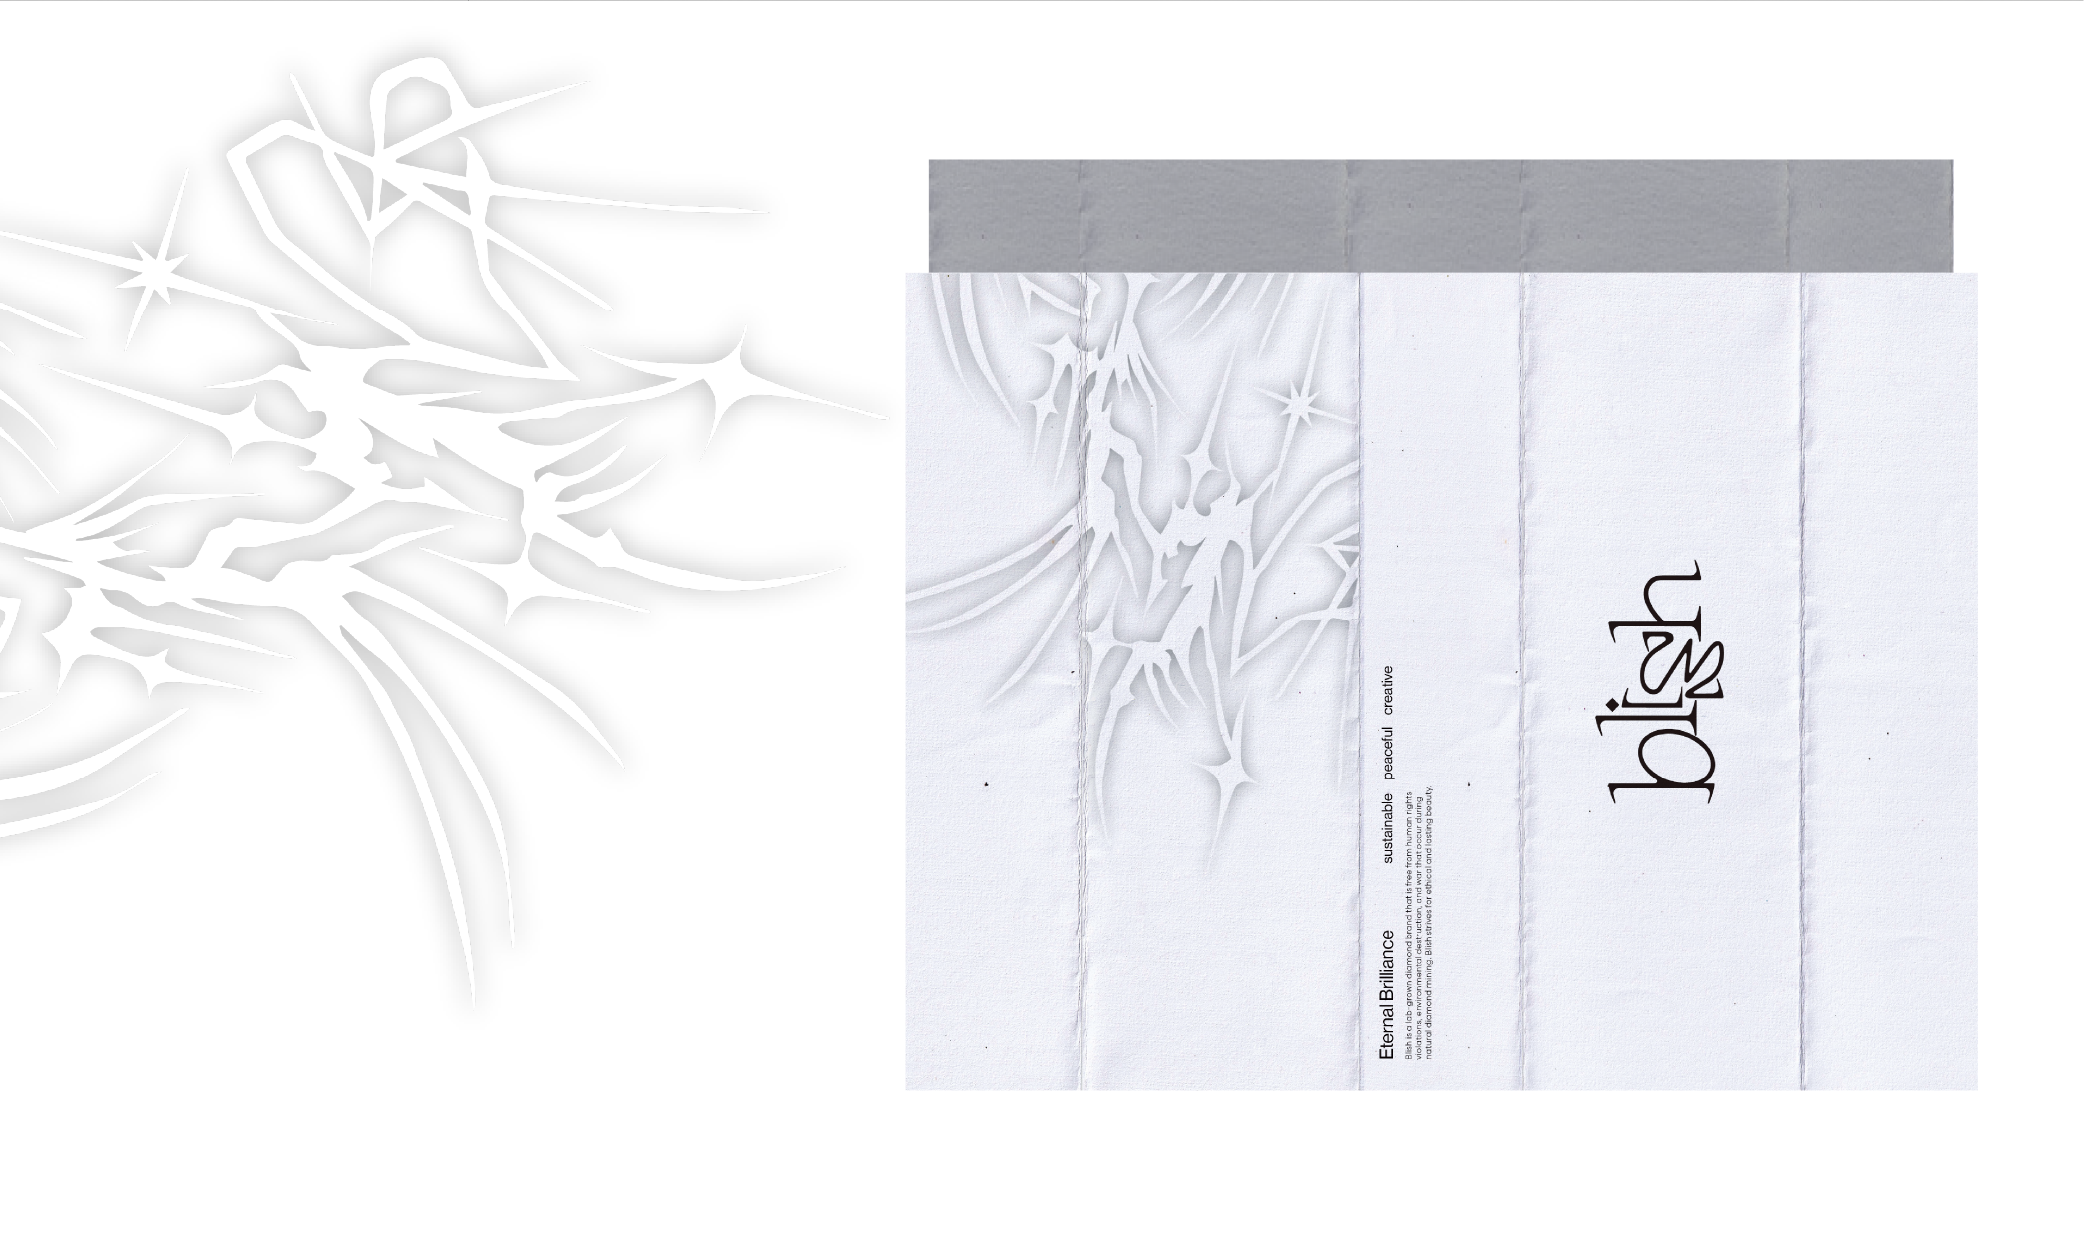 Eternal Brilliance
sustainable peaceful creative
Blish is a lab-grown diamond brand that is free from human rights
violations, environmental destruction, and war that occur during
natural diamond mining. Blish strives for ethical and lasting beauty.
blish